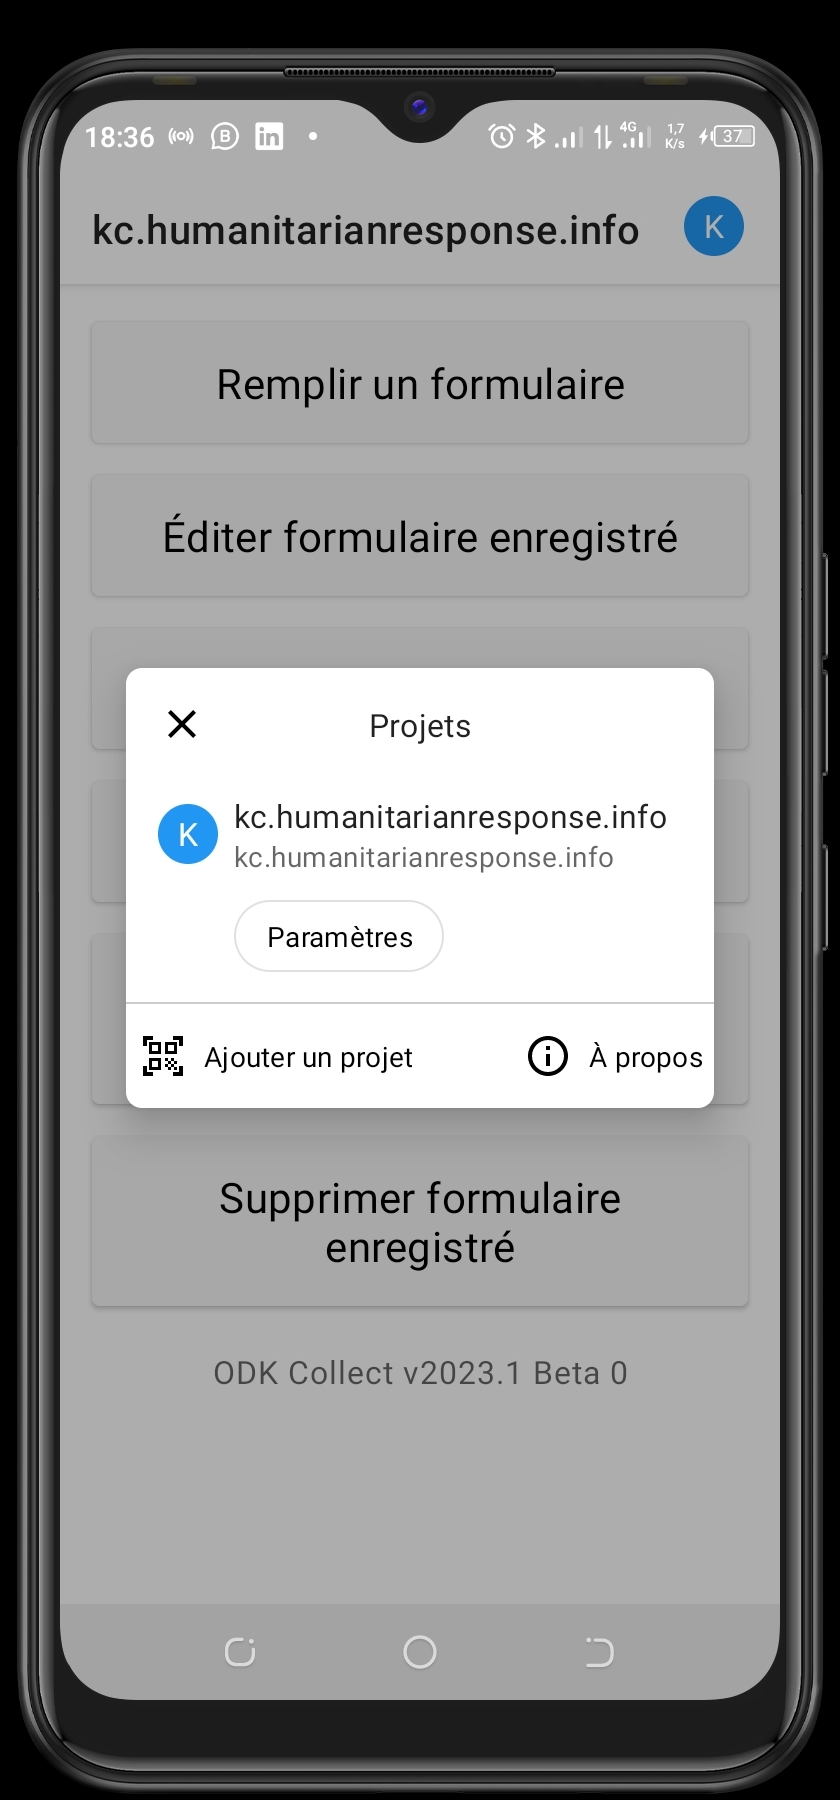 18:36
4G
1,7
K/s
37
kc.humanitarianresponse.info
K
Remplir un formulaire
Éditer formulaire enregistré
Projets
K
kc.humanitarianresponse.info
kc.humanitarianresponse.info
Paramètres
Ajouter un projet
À propos
Supprimer formulaire
enregistré
ODK Collect v2023.1 Beta 0